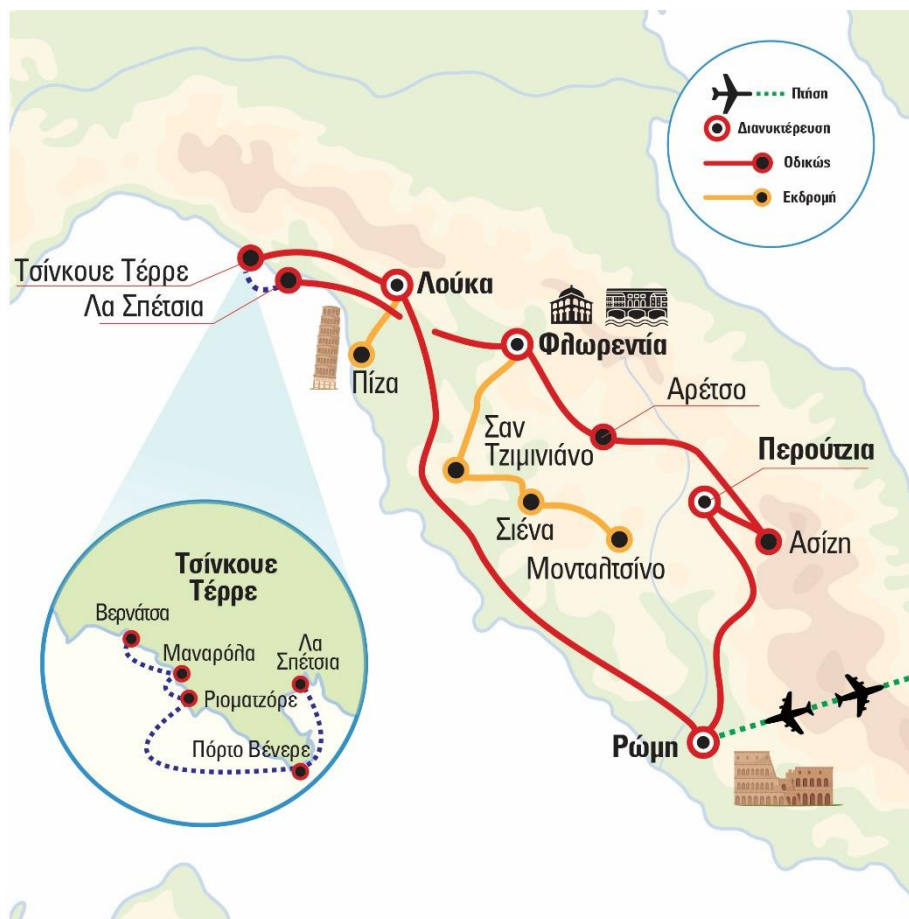 Πτήση
Διανυκτέρευση
Οδικώς
Εκδρομή
Τσίνκουε Τέρρε
Λα Σπέτσια
Λούκα
Πίζα
Φλωρεντία
Αρέτσο
Σαν
Τζιμινιάνο
Περούτζια
Σιένα
Ασίζη
Μονταλτσίνο
Τσίνκουε
Τέρρε
Βερνάτσα
Μαναρόλα
Λα
Σπέτσια
Ριοματζόρε
Πόρτο Βένερε
Ρώμη